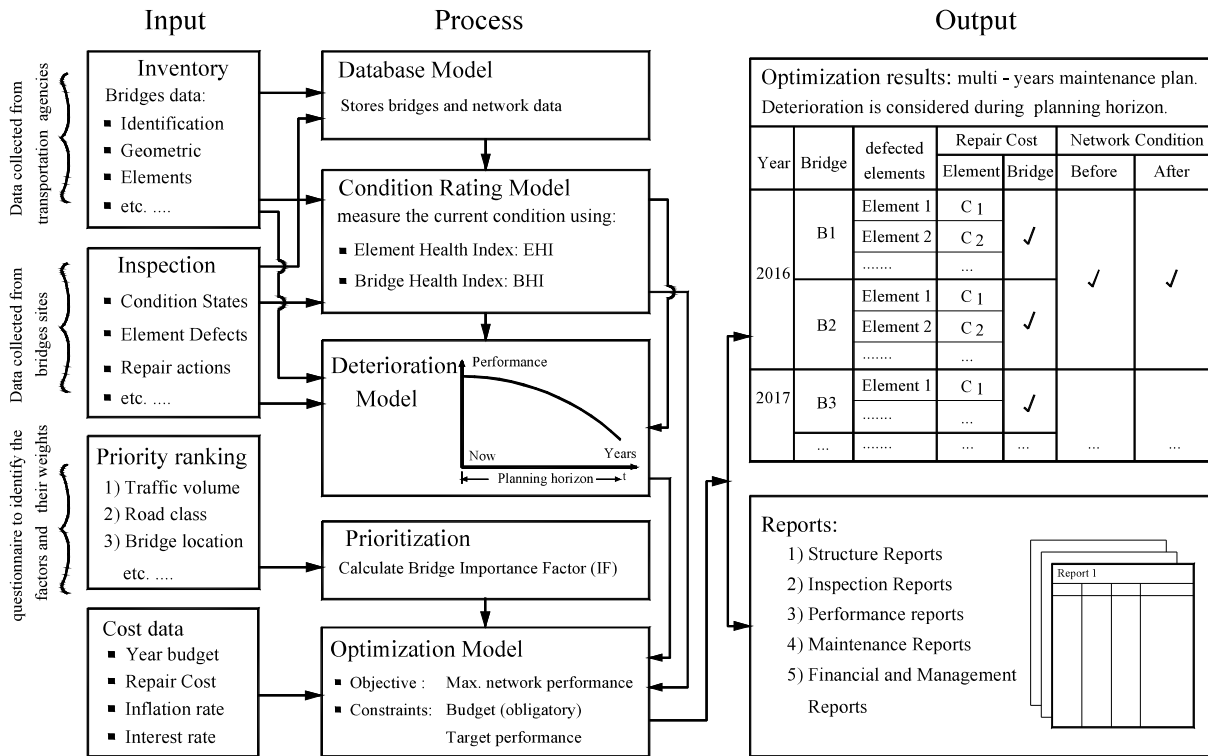 Input
Process
Output
Data collected from
transportation agencies
Inventory
Bridges data:
▪ Identification
▪ Geometric
▪ Elements
▪ etc. ....
Data collected from
bridges sites
Inspection
▪ Condition States
▪ Element Defects
▪ Repair actions
▪ etc. ....
questionnaire to identify the
factors and their weights
Priority ranking
1) Traffic volume
2) Road class
3) Bridge location
etc. ....
Cost data
▪ Year budget
▪ Repair Cost
▪ Inflation rate
▪ Interest rate
Database Model
Stores bridges and network data
Condition Rating Model
measure the current condition using:
▪ Element Health Index: EHI
▪ Bridge Health Index: BHI
Deterioration
Model
Performance
Now
Years
Planning horizon
t
Prioritization
Calculate Bridge Importance Factor (IF)
Optimization Model
▪ Objective : Max. network performance
▪ Constraints: Budget (obligatory)
Target performance
Optimization results: multi - years maintenance plan.
Deterioration is considered during planning horizon.
Year Bridge defected elements Repair Cost Network Condition
Element Bridge Before After
2016 B1 Element 1 C 1 ✓ ✓ ✓
Element 2 C 2
....... ...
B2 Element 1 C 1 ✓
Element 2 C 2
....... ...
2017 B3 Element 1 C 1 ✓
....... ...
... ....... ... ... ... ...
Reports:
1) Structure Reports
2) Inspection Reports
3) Performance reports
4) Maintenance Reports
5) Financial and Management
Reports
Report 1